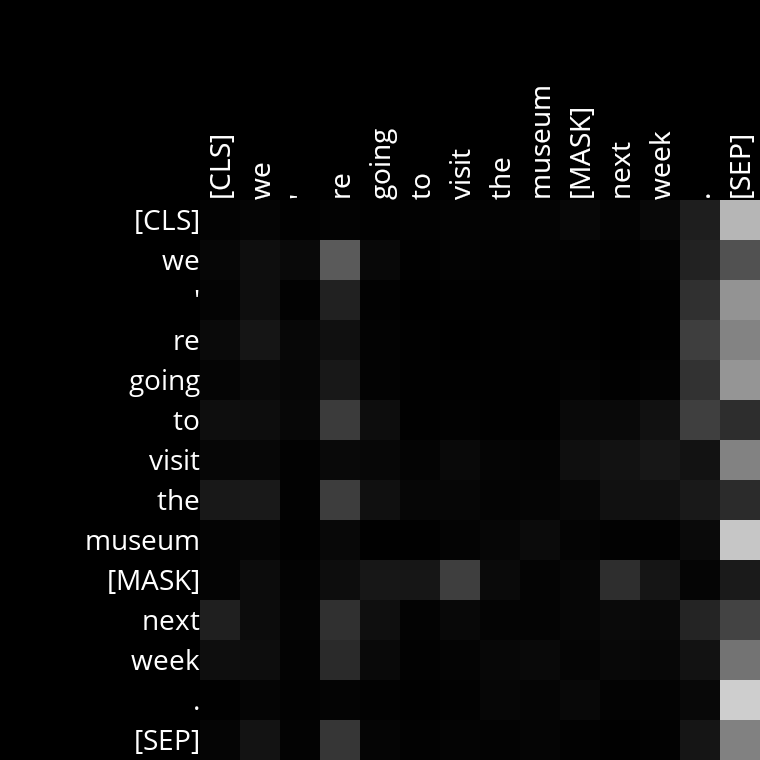 [CLS]
we
'
re
going
to
visit
the
museum
[MASK]
next
week
.
[SEP]
[CLS]
we
'
re
going
to
visit
the
museum
[MASK]
next
week
.
[SEP]